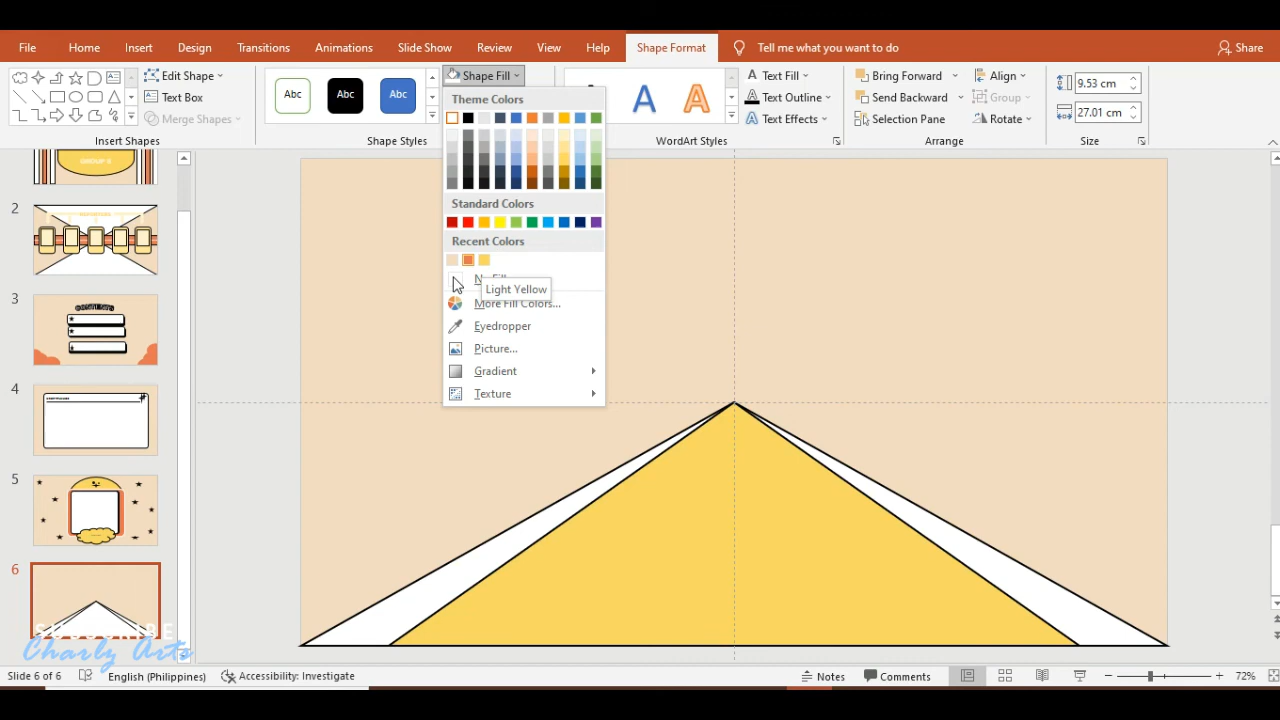 File Home Insert Design Transitions Animations Slide Show Review View Help Shape Format Tell me what you want to do Share
Edit Shape
Text Box
Merge Shapes
Insert Shapes
Abc Abc Abc
Shape Styles
Shape Fill
Theme Colors
Standard Colors
Recent Colors
Light Yellow
More Fill Colors...
Eyedropper
Picture...
Gradient
Texture
A A
Text Fill
Text Outline
Text Effects
WordArt Styles
Bring Forward
Send Backward
Selection Pane
Align
Group
Rotate
Arrange
9.53 cm
27.01 cm
Size
GROUP 5
2
3
CONTENTS
4
5
6
SUBSCRIBE
Charly Arts
Slide 6 of 6 English (Philippines) Accessibility: Investigate Notes Comments 72%